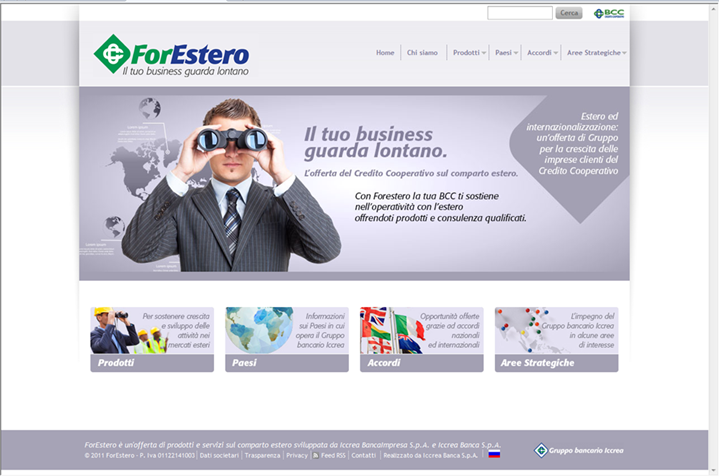 Cerca
BCC
ForEstero
Il tuo business guarda lontano
Home
Chi siamo
Prodotti
Paesi
Accordi
Aree Strategiche
Il tuo business
guarda lontano.
L'offerta del Credito Cooperativo sul comparto estero.
Con Forestero la tua BCC ti sostiene
nell'operatività con l'estero
offrendoti prodotti e consulenza qualificati.
Estero ed
internazionalizzazione:
un'offerta di Gruppo
per la crescita delle
imprese clienti del
Credito Cooperativo
Per sostenere crescita
e sviluppo delle
attività nei
mercati esteri
Prodotti
Informazioni
sui Paesi in cui
opera il Gruppo
bancario Iccrea
Paesi
Opportunità offerte
grazie ad accordi
nazionali
ed internazionali
Accordi
L'impegno del
Gruppo bancario Iccrea
in alcune aree
di interesse
Aree Strategiche
ForEstero è un'offerta di prodotti e servizi sul comparto estero sviluppata da Iccrea BancaImpresa S.p.A. e Iccrea Banca S.p.A.
© 2011 ForEstero - P. Iva 01122141003 | Dati societari | Trasparenza | Privacy | Feed RSS | Contatti | Realizzato da Iccrea Banca S.p.A. |
Gruppo bancario Iccrea